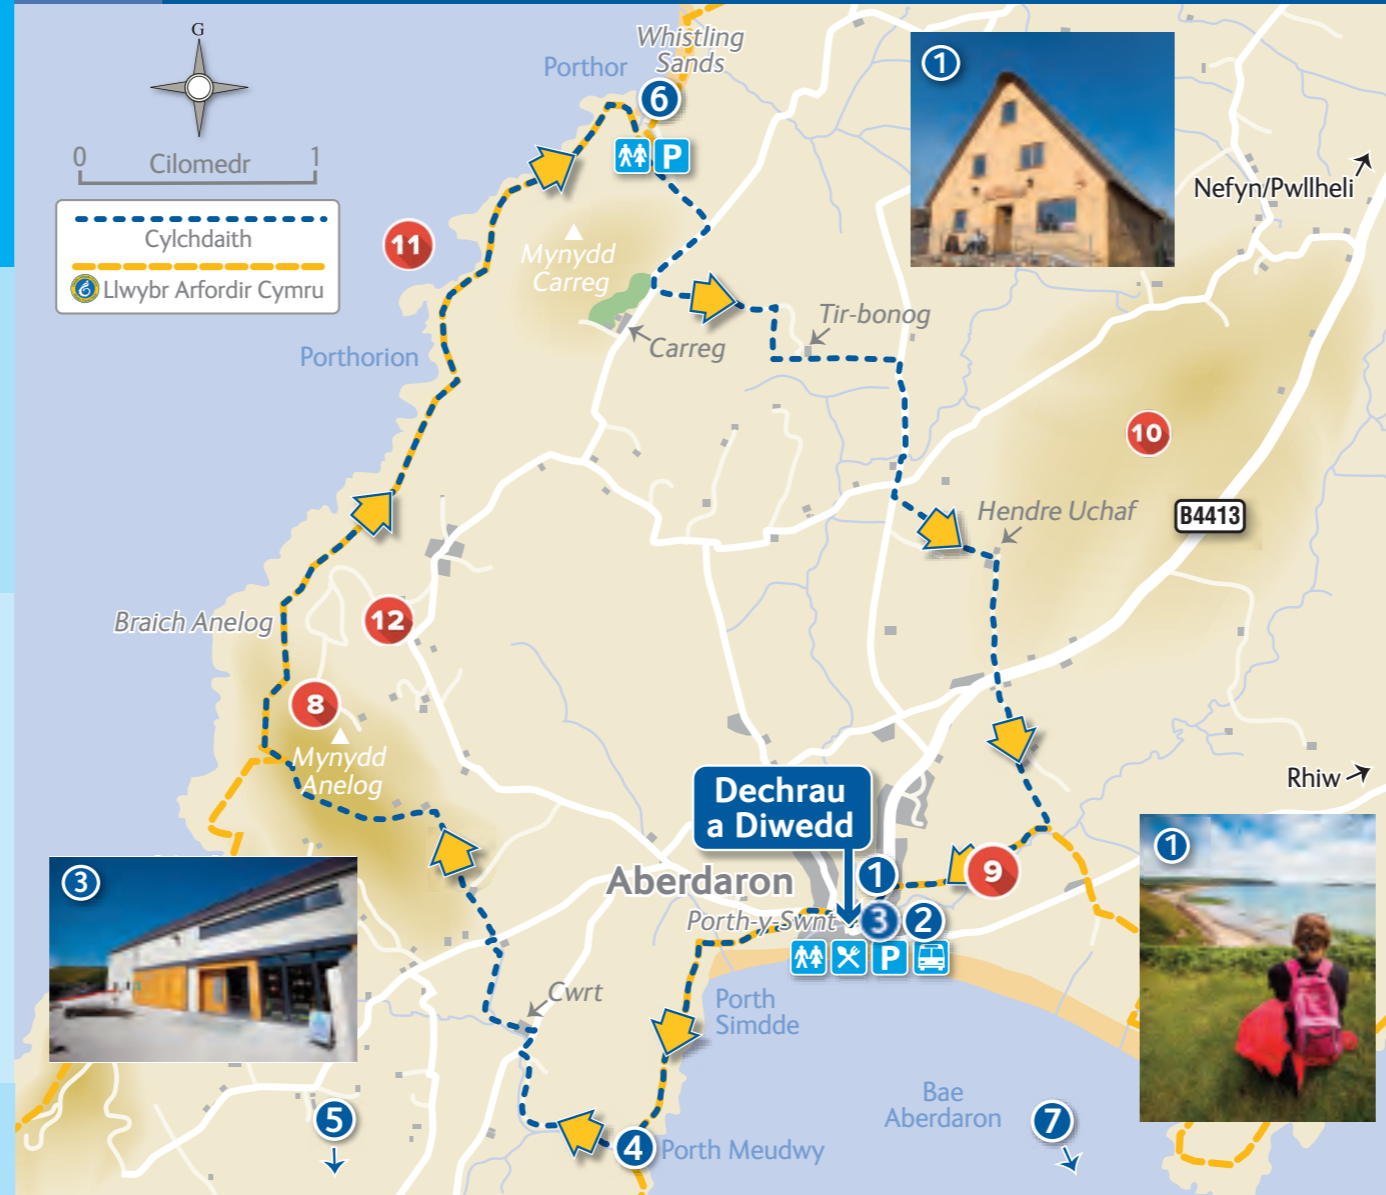 G
0 Cilomedr 1
Cylchdaith
Llwybr Arfordir Cymru
Porthor
Whistling
Sands
6
P
1
Nefyn/Pwllheli
11
Mynydd
Carreg
Porthorion
Carreg
Tir-bonog
10
Hendre Uchaf
B4413
Braich Anelog
12
8
Mynydd
Anelog
Dechrau
a Diwedd
Rhiw
1
3
Aberdaron
1
9
Porth-y-Swnt
3
2
P
Cwrt
Porth
Simdde
Bae
Aberdaron
5
7
4
Porth Meudwy